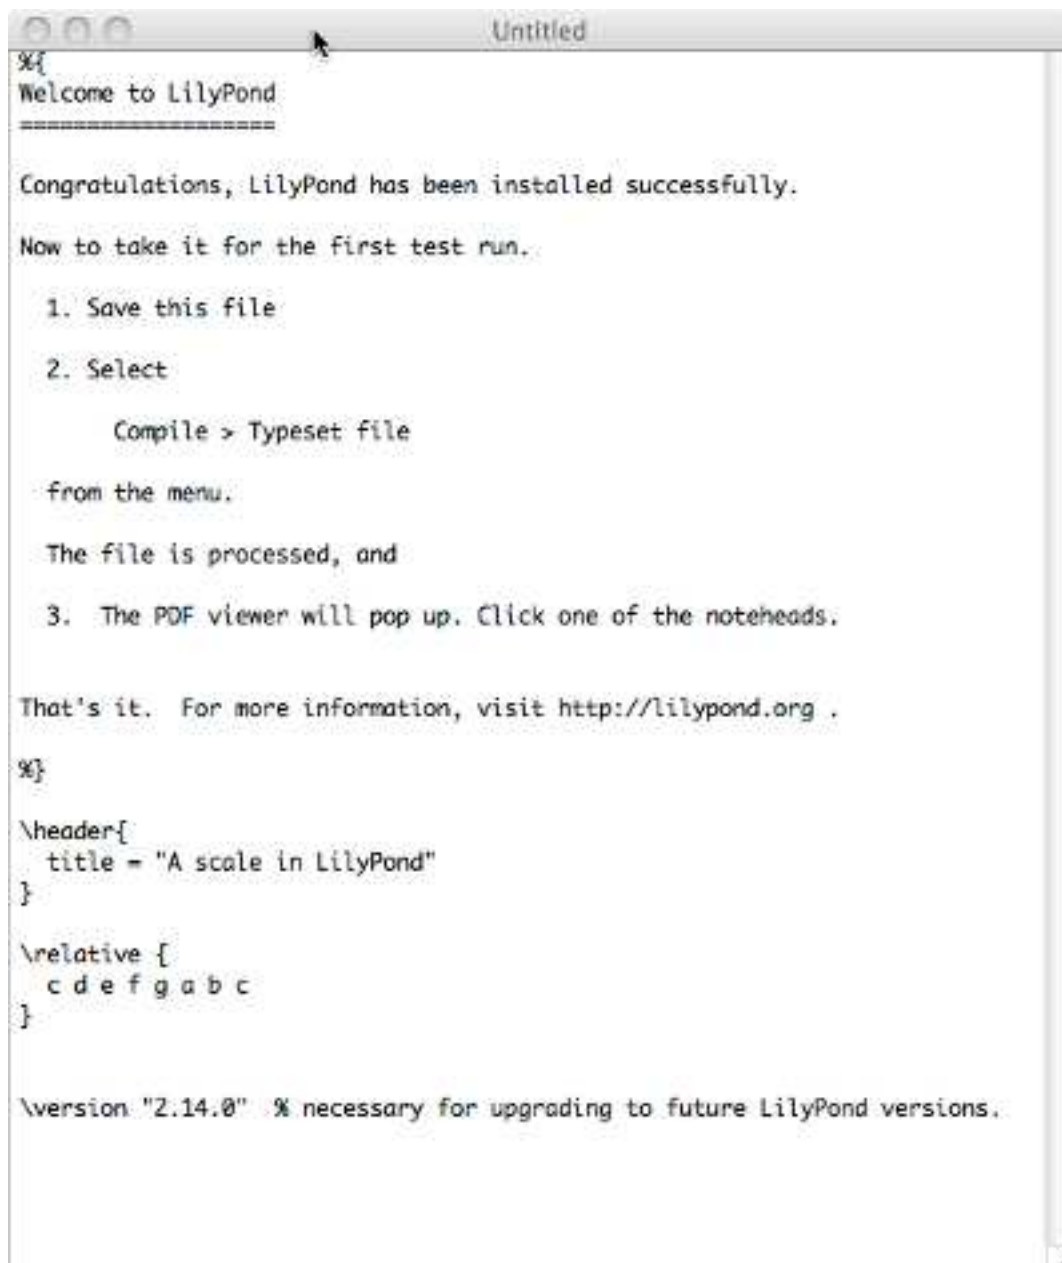 Untitled
%{
Welcome to LilyPond
===================
Congratulations, LilyPond has been installed successfully.
Now to take it for the first test run.
1. Save this file
2. Select
Compile > Typeset file
from the menu.
The file is processed, and
3.  The PDF viewer will pop up. Click one of the noteheads.
That's it.  For more information, visit http://lilypond.org .
%}
\header{
title = "A scale in LilyPond"
}
\relative {
c d e f g a b c
}
\version "2.14.0"  % necessary for upgrading to future LilyPond versions.